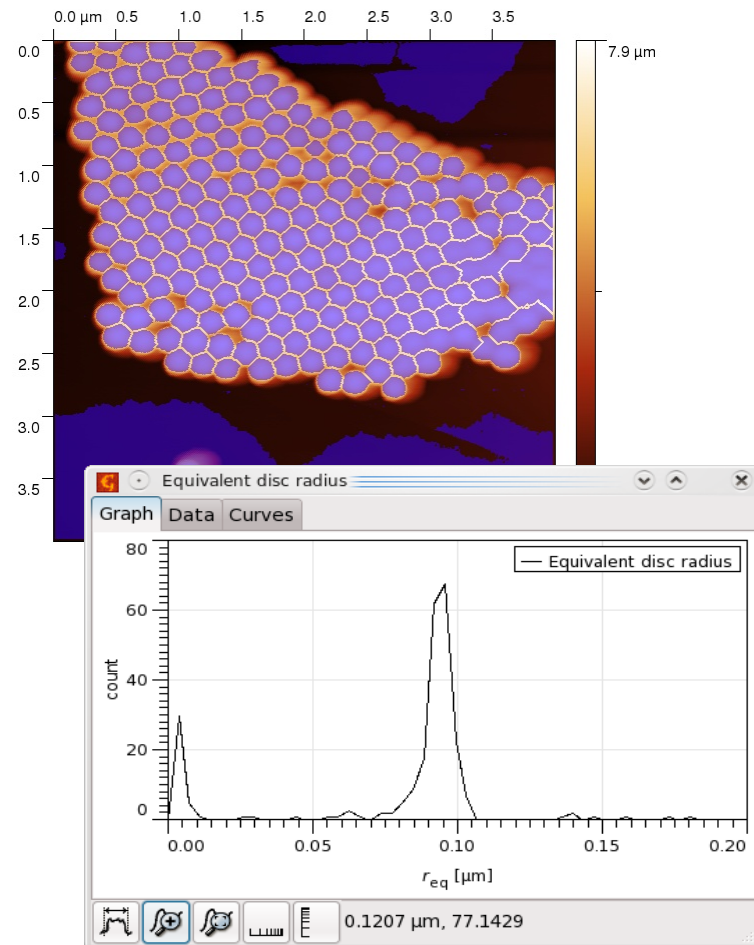 0.0 µm 0.5 1.0 1.5 2.0 2.5 3.0 3.5
0.0
0.5
1.0
1.5
2.0
2.5
3.0
3.5
7.9 µm
Equivalent disc radius
Graph Data Curves
80
60
40
20
0
count
Equivalent disc radius
0.00 0.05 0.10 0.15 0.20
req [µm]
0.1207 µm, 77.1429